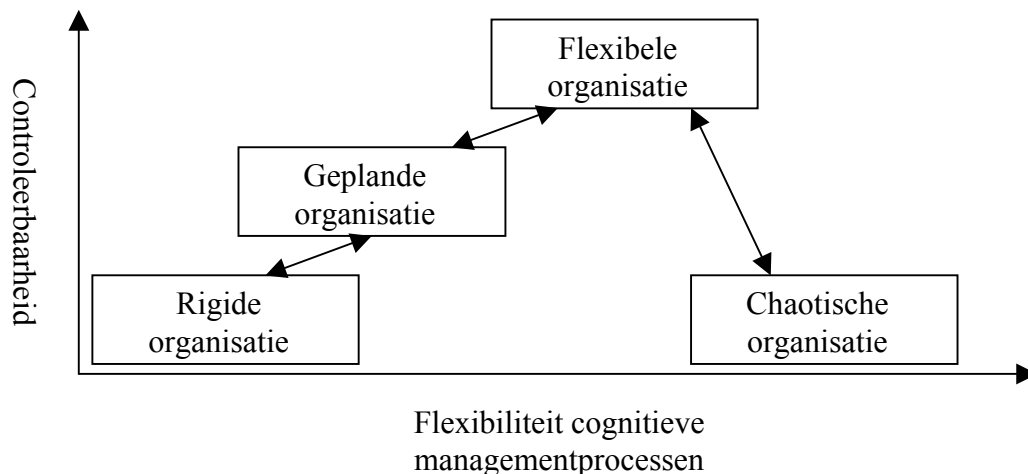 Flexibele
organisatie
Geplande
organisatie
Rigide
organisatie
Chaotische
organisatie
Controleerbaarheid
Flexibiliteit cognitieve
managementprocessen